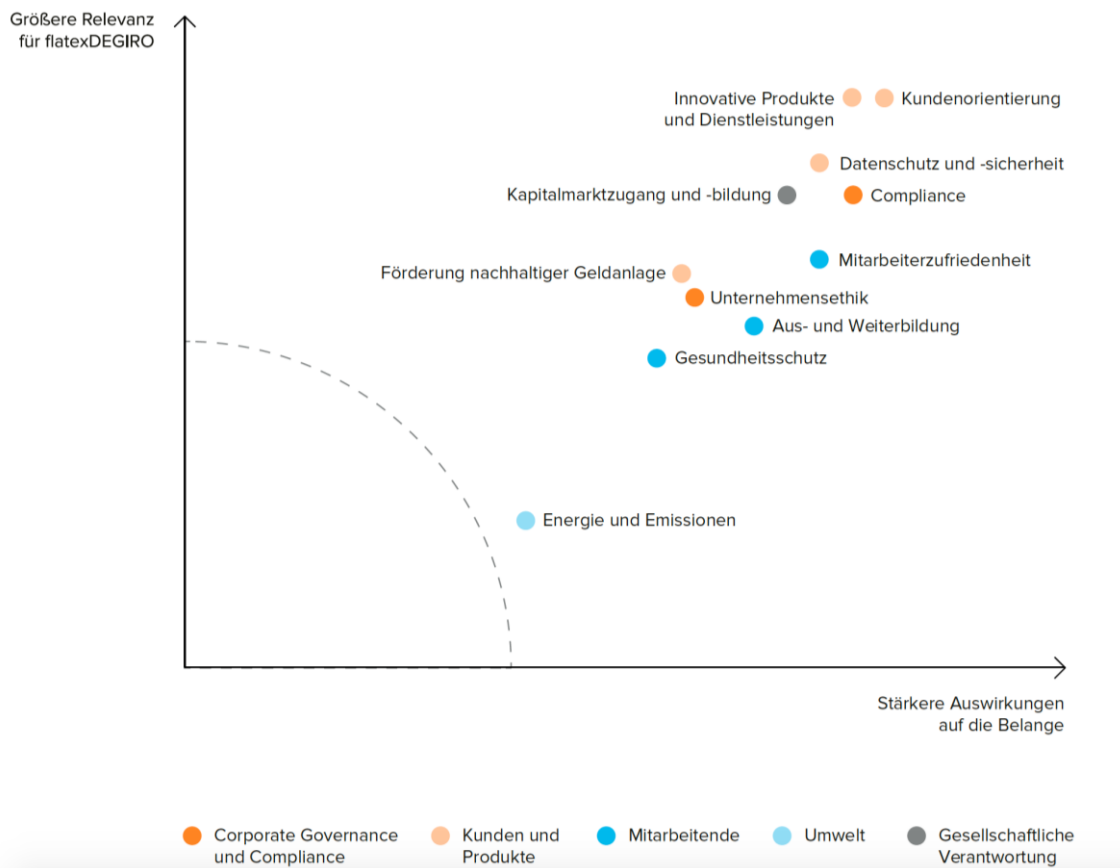 Größere Relevanz
für flatexDEGIRO
Innovative Produkte
und Dienstleistungen
Kundenorientierung
Datenschutz und -sicherheit
Kapitalmarktzugang und -bildung
Compliance
Mitarbeiterzufriedenheit
Förderung nachhaltiger Geldanlage
Unternehmensethik
Aus- und Weiterbildung
Gesundheitsschutz
Energie und Emissionen
Stärkere Auswirkungen
auf die Belange
Corporate Governance
und Compliance
Kunden und
Produkte
Mitarbeitende
Umwelt
Gesellschaftliche
Verantwortung